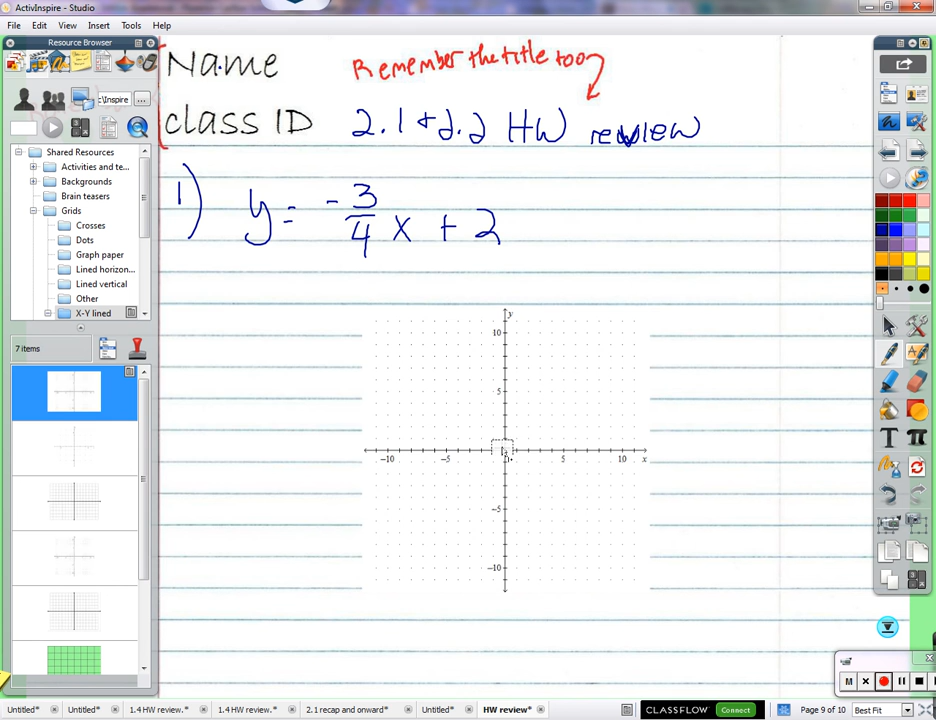 ActivInspire - Studio
File Edit View Insert Tools Help
Resource Browser
c\Inspire ...
Shared Resources
Activities and te...
Backgrounds
Brain teasers
Grids
Crosses
Dots
Graph paper
Lined horizon...
Lined vertical
Other
X-Y lined
7 items
Name
Remember the title too
class ID
2.1 + 2.2 HW review
1) y = -3/4 x + 2
y
10
5
-10 -5 5 10 x
-5
-10
M
Untitled* Untitled* 1.4 HW review.* 1.4 HW review.* 2.1 recap and onward* Untitled* HW review*
CLASSFLOW Connect
Page 9 of 10
Best Fit